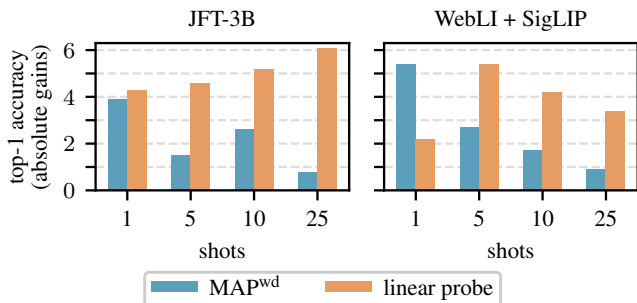 JFT-3B
WebLI + SigLIP
top-1 accuracy
(absolute gains)
6
4
2
0
1 5 10 25
1 5 10 25
shots
shots
MAPʷᵈ
linear probe